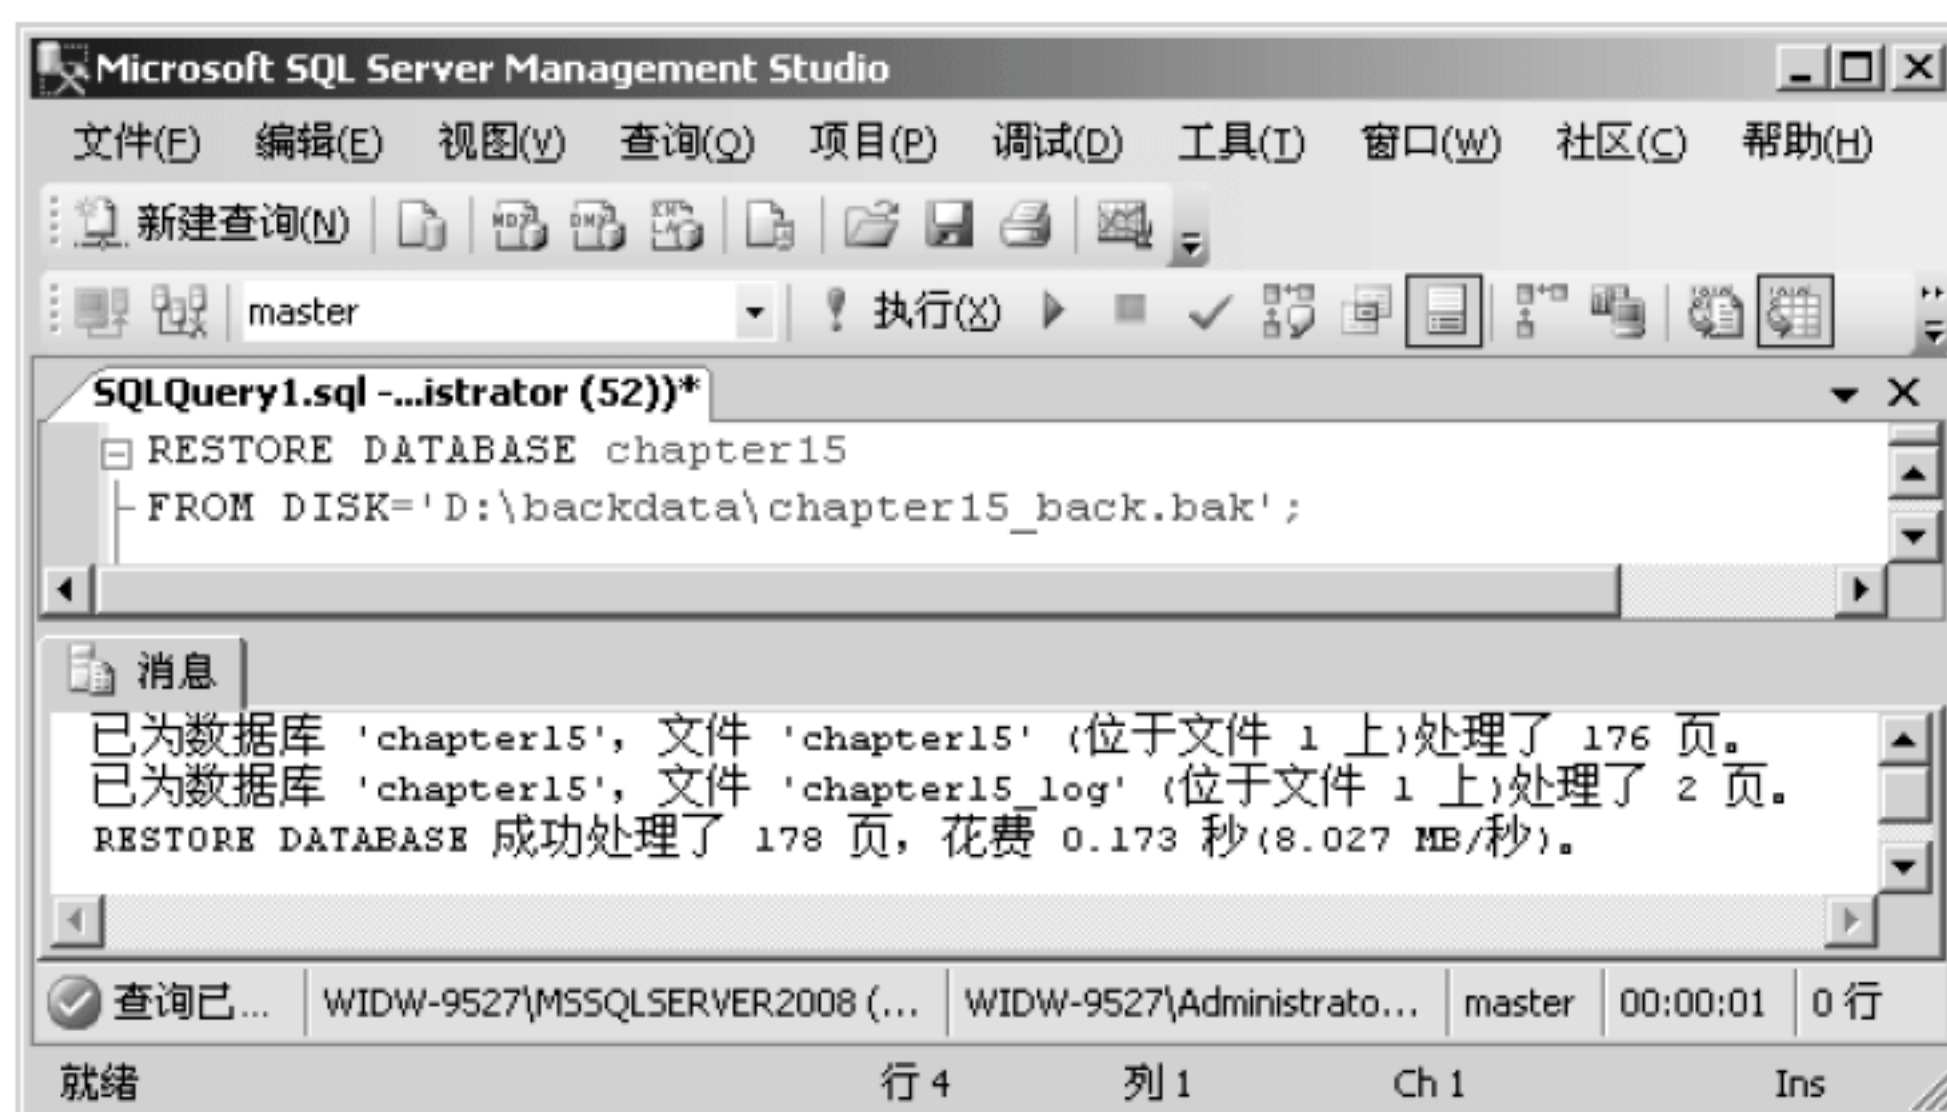 Microsoft SQL Server Management Studio
文件(F) 编辑(E) 视图(V) 查询(Q) 项目(P) 调试(D) 工具(T) 窗口(W) 社区(C) 帮助(H)
新建查询(N)
master 执行(X)
SQLQuery1.sql -...istrator (52))*
RESTORE DATABASE chapter15
FROM DISK='D:\backdata\chapter15_back.bak';
消息
已为数据库 'chapter15'，文件 'chapter15' (位于文件 1 上)处理了 176 页。
已为数据库 'chapter15'，文件 'chapter15_log' (位于文件 1 上)处理了 2 页。
RESTORE DATABASE 成功处理了 178 页，花费 0.173 秒(8.027 MB/秒)。
查询已... WIDW-9527\MSSQLSERVER2008 (... WIDW-9527\Administrato... master 00:00:01 0 行
就绪 行 4 列 1 Ch 1 Ins